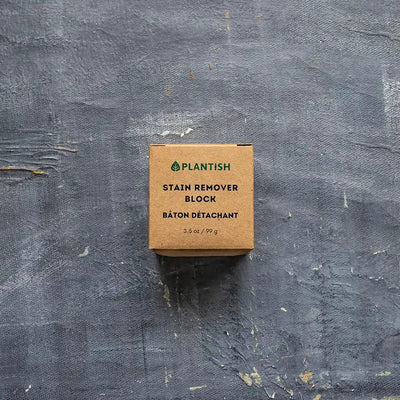 PLANTISH
STAIN REMOVER
BLOCK
BÂTON DÉTACHANT
3.5 oz / 99 g